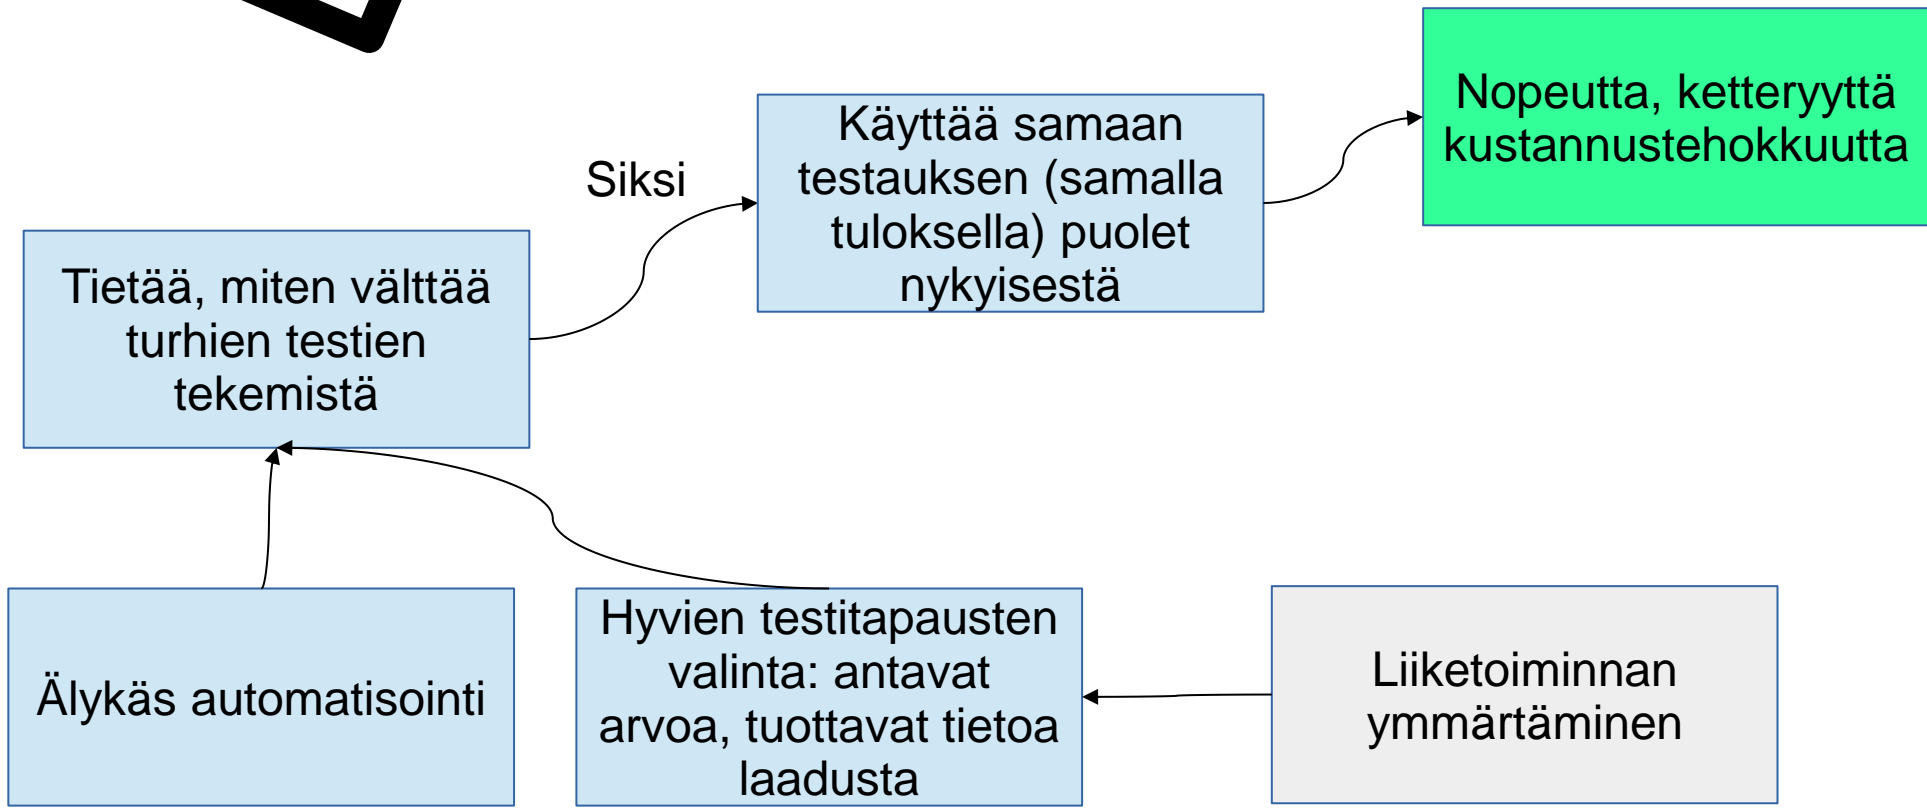 Nopeutta, ketteryyttä
kustannustehokkuutta
Käyttää samaan
testauksen (samalla
tuloksella) puolet
nykyisestä
Siksi
Tietää, miten välttää
turhien testien
tekemistä
Älykäs automatisointi
Hyvien testitapausten
valinta: antavat
arvoa, tuottavat tietoa
laadusta
Liiketoiminnan
ymmärtäminen